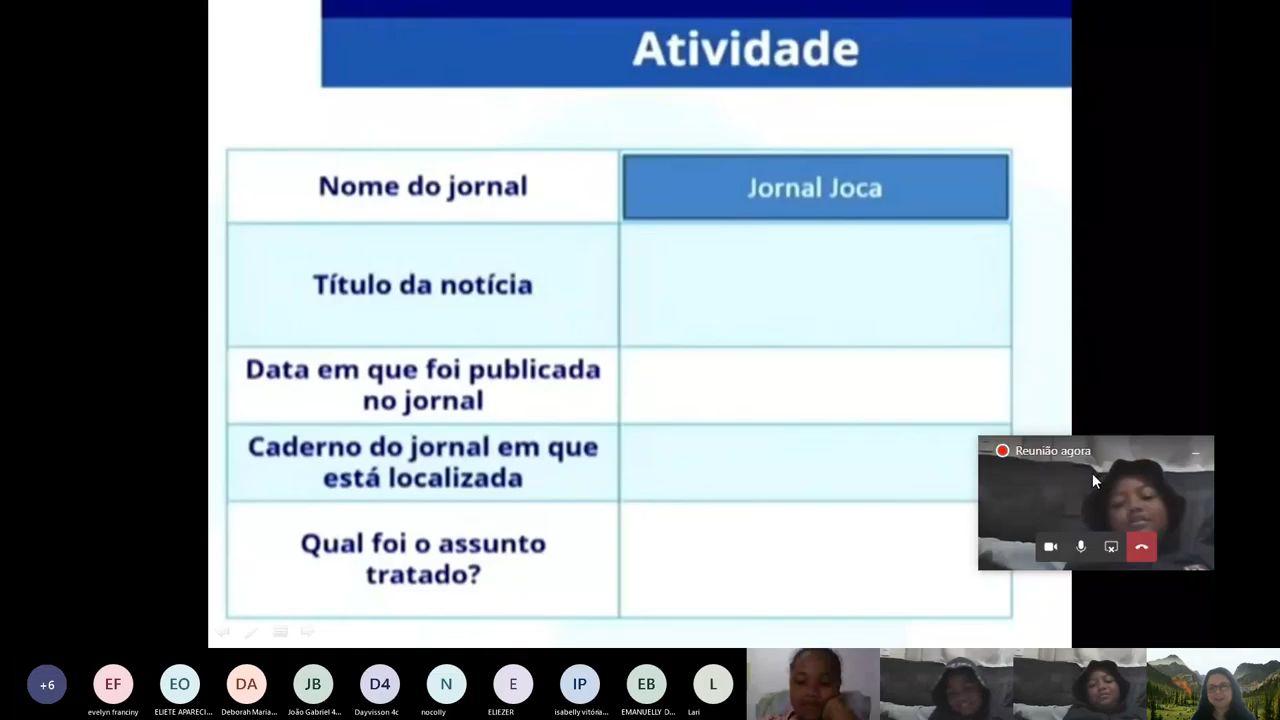 Atividade
Nome do jornal
Jornal Joca
Título da notícia
Data em que foi publicada
no jornal
Caderno do jornal em que
está localizada
Qual foi o assunto
tratado?
Reunião agora
+6
EF
EO
DA
JB
D4
N
E
IP
EB
L
evelyn franciny
ELIETE APARECI...
Deborah Maria...
João Gabriel 4...
Dayvisson 4c
nocolly
ELIEZER
isabelly vitória...
EMANUELLY D...
Lari